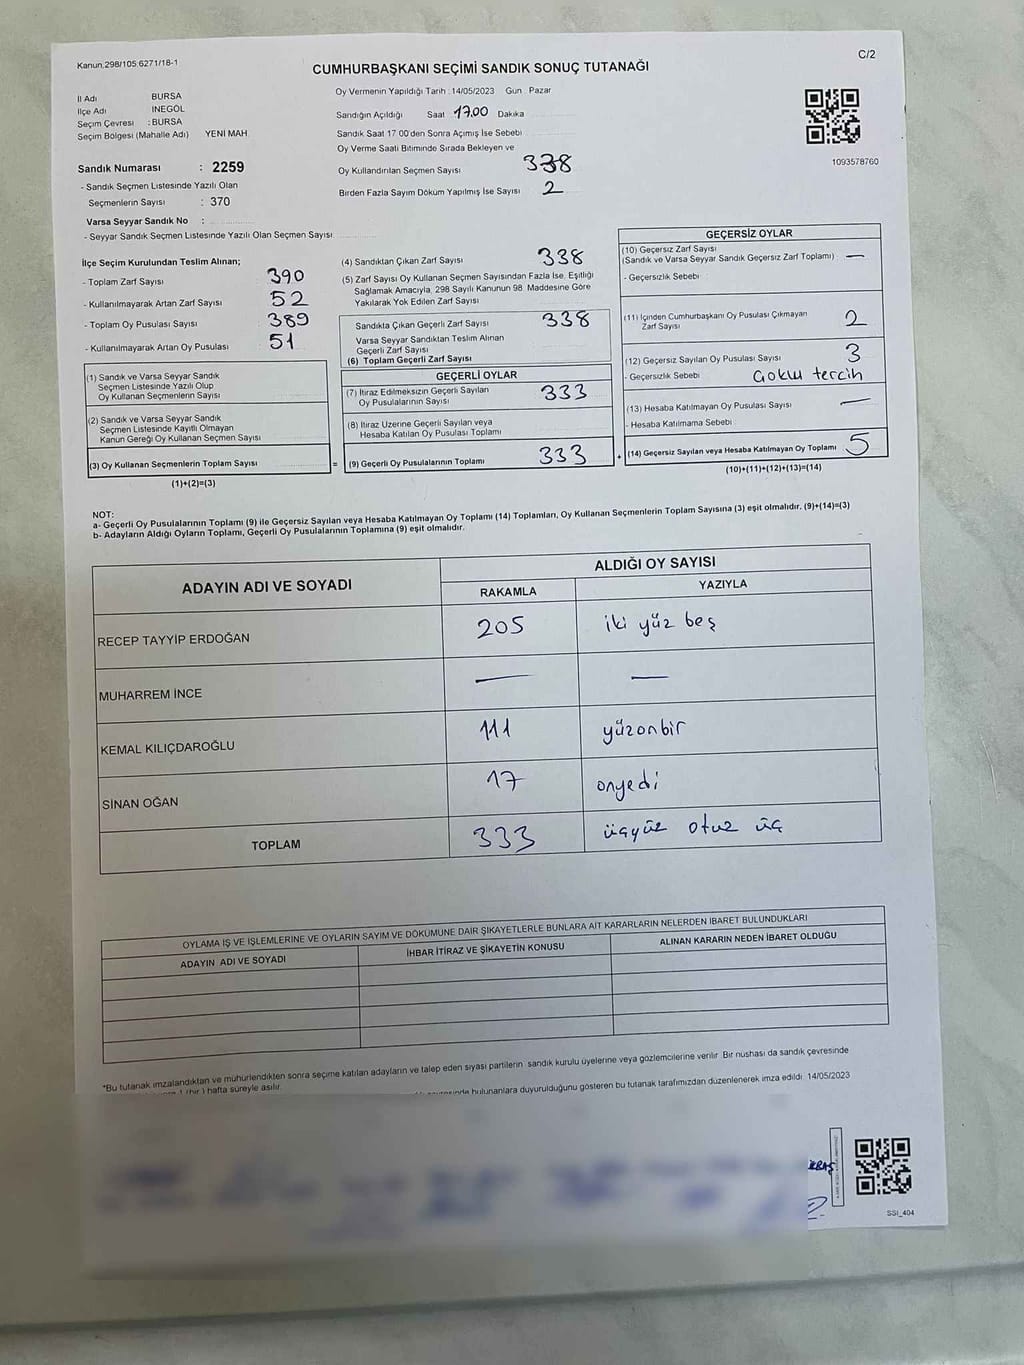 Kanun.298/105.6271/18-1
C/2
CUMHURBAŞKANI SEÇİMİ SANDIK SONUÇ TUTANAĞI
İl Adı BURSA
İlçe Adı İNEGÖL
Seçim Çevresi : BURSA
Seçim Bölgesi (Mahalle Adı) YENİ MAH.
Oy Vermenin Yapıldığı Tarih : 14/05/2023 Gün : Pazar
Sandığın Açıldığı Saat 17.00 Dakika
Sandık Saat 17 00'den Sonra Açımış İse Sebebi
Oy Verme Saati Bitiminde Sırada Bekleyen ve
Oy Kullandırılan Seçmen Sayısı 338
Birden Fazla Sayım Döküm Yapılmış İse Sayısı 2
1093578760
Sandık Numarası : 2259
- Sandık Seçmen Listesinde Yazılı Olan
Seçmenlerin Sayısı : 370
Varsa Seyyar Sandık No :
- Seyyar Sandık Seçmen Listesinde Yazılı Olan Seçmen Sayısı
İlçe Seçim Kurulundan Teslim Alınan;
- Toplam Zarf Sayısı 390
- Kullanılmayarak Artan Zarf Sayısı 52
- Toplam Oy Pusulası Sayısı 389
- Kullanılmayarak Artan Oy Pusulası 51
(1) Sandık ve Varsa Seyyar Sandık
Seçmen Listesinde Yazılı Olup
Oy Kullanan Seçmenlerin Sayısı
(2) Sandık ve Varsa Seyyar Sandık
Seçmen Listesinde Kayıtlı Olmayan
Kanun Gereği Oy Kullanan Seçmen Sayısı
(3) Oy Kullanan Seçmenlerin Toplam Sayısı
(1)+(2)=(3)
(4) Sandıktan Çıkan Zarf Sayısı 338
(5) Zarf Sayısı Oy Kullanan Seçmen Sayısından Fazla İse, Eşitliği
Sağlamak Amacıyla, 298 Sayılı Kanunun 98. Maddesine Göre
Yakılarak Yok Edilen Zarf Sayısı
Sandıkta Çıkan Geçerli Zarf Sayısı 338
Varsa Seyyar Sandıktan Teslim Alınan
Geçerli Zarf Sayısı
(6) Toplam Geçerli Zarf Sayısı
GEÇERLİ OYLAR
(7) İtiraz Edilmeksizin Geçerli Sayılan
Oy Pusulalarının Sayısı 333
(8) İtiraz Üzerine Geçerli Sayılan veya
Hesaba Katılan Oy Pusulası Toplamı
= (9) Geçerli Oy Pusulalarının Toplamı 333
GEÇERSİZ OYLAR
(10) Geçersiz Zarf Sayısı
(Sandık ve Varsa Seyyar Sandık Geçersiz Zarf Toplamı) —
- Geçersizlik Sebebi
(11) İçinden Cumhurbaşkanı Oy Pusulası Çıkmayan
Zarf Sayısı 2
(12) Geçersiz Sayılan Oy Pusulası Sayısı 3
- Geçersizlik Sebebi Çoklu tercih
(13) Hesaba Katılmayan Oy Pusulası Sayısı —
- Hesaba Katılmama Sebebi
+ (14) Geçersiz Sayılan veya Hesaba Katılmayan Oy Toplamı 5
(10)+(11)+(12)+(13)=(14)
NOT:
a- Geçerli Oy Pusulalarının Toplamı (9) ile Geçersiz Sayılan veya Hesaba Katılmayan Oy Toplamı (14) Toplamları, Oy Kullanan Seçmenlerin Toplam Sayısına (3) eşit olmalıdır. (9)+(14)=(3)
b- Adayların Aldığı Oyların Toplamı, Geçerli Oy Pusulalarının Toplamına (9) eşit olmalıdır.
ADAYIN ADI VE SOYADI ALDIĞI OY SAYISI
RAKAMLA YAZIYLA
RECEP TAYYİP ERDOĞAN 205 iki yüz beş
MUHARREM İNCE — —
KEMAL KILIÇDAROĞLU 111 yüzonbir
SİNAN OĞAN 17 onyedi
TOPLAM 333 üçyüz otuz üç
OYLAMA İŞ VE İŞLEMLERİNE VE OYLARIN SAYIM VE DÖKÜMÜNE DAİR ŞİKAYETLERLE BUNLARA AİT KARARLARIN NELERDEN İBARET BULUNDUKLARI
ADAYIN ADI VE SOYADI İHBAR İTİRAZ VE ŞİKAYETİN KONUSU ALINAN KARARIN NEDEN İBARET OLDUĞU
*Bu tutanak imzalandıktan ve mühürlendikten sonra seçime katılan adayların ve talep eden siyasi partilerin sandık kurulu üyelerine veya gözlemcilerine verilir. Bir nüshası da sandık çevresinde
1 (bir) hafta süreyle asılır.
bulunanlara duyurulduğunu gösteren bu tutanak tarafımızdan düzenlenerek imza edildi. 14/05/2023
SSI_404